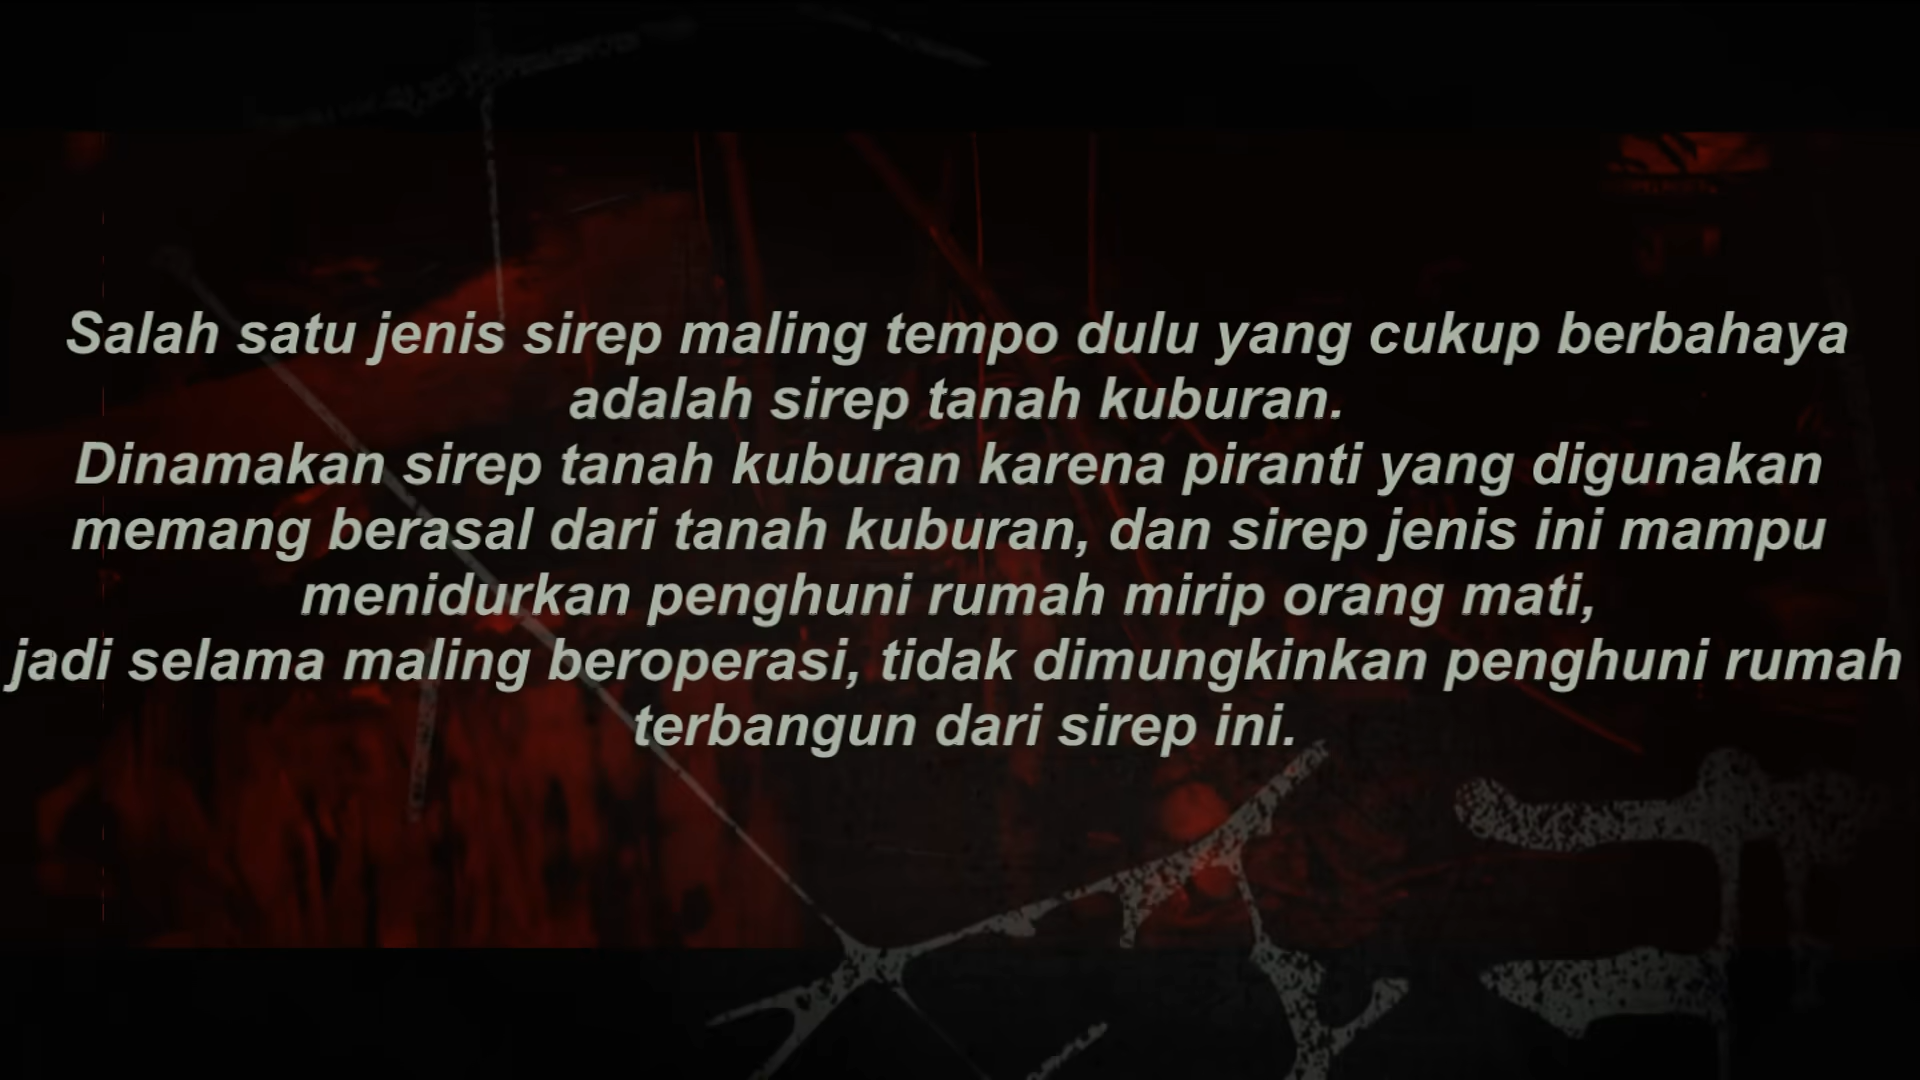 Salah satu jenis sirep maling tempo dulu yang cukup berbahaya
adalah sirep tanah kuburan.
Dinamakan sirep tanah kuburan karena piranti yang digunakan
memang berasal dari tanah kuburan, dan sirep jenis ini mampu
menidurkan penghuni rumah mirip orang mati,
jadi selama maling beroperasi, tidak dimungkinkan penghuni rumah
terbangun dari sirep ini.